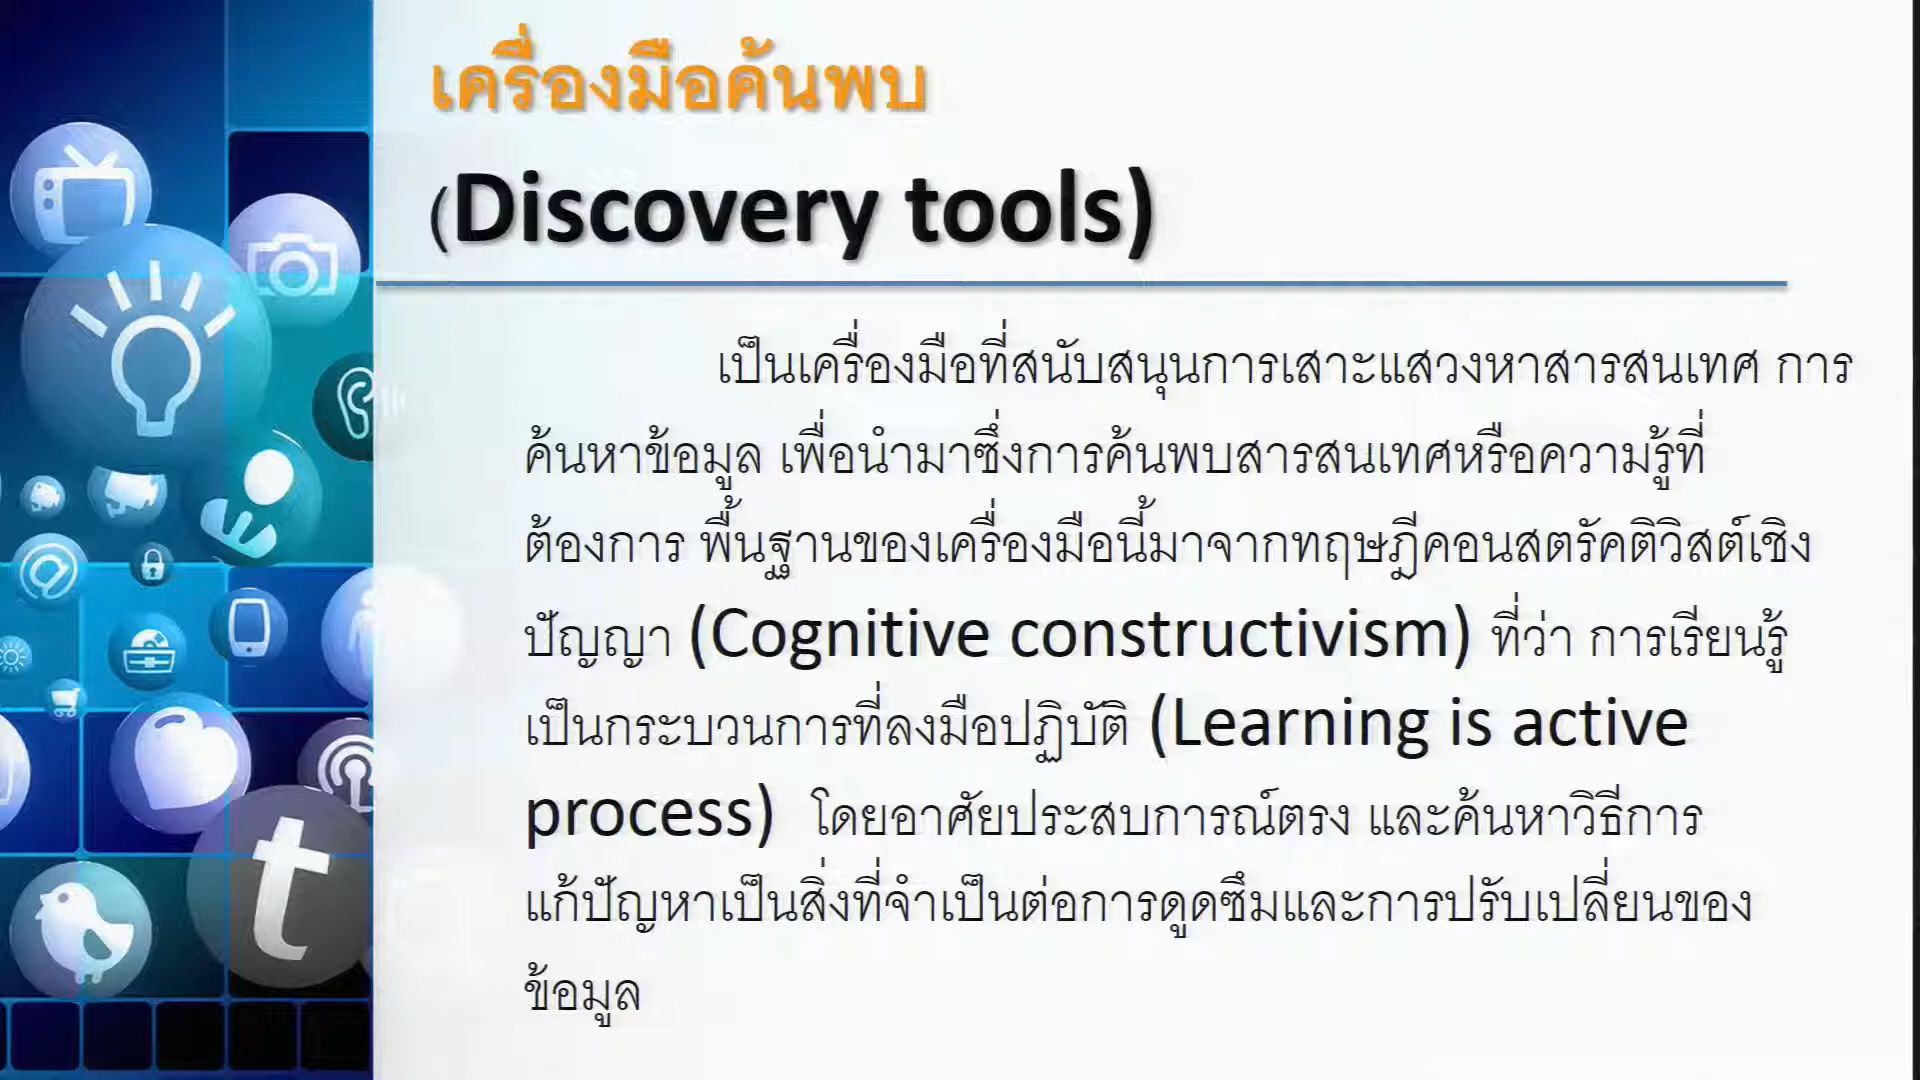 เครื่องมือค้นพบ
(Discovery tools)
เป็นเครื่องมือที่สนับสนุนการเสาะแสวงหาสารสนเทศ การ
ค้นหาข้อมูล เพื่อนำมาซึ่งการค้นพบสารสนเทศหรือความรู้ที่
ต้องการ พื้นฐานของเครื่องมือนี้มาจากทฤษฎีคอนสตรัคติวิสต์เชิง
ปัญญา (Cognitive constructivism) ที่ว่า การเรียนรู้
เป็นกระบวนการที่ลงมือปฏิบัติ (Learning is active
process) โดยอาศัยประสบการณ์ตรง และค้นหาวิธีการ
แก้ปัญหาเป็นสิ่งที่จำเป็นต่อการดูดซึมและการปรับเปลี่ยนของ
ข้อมูล